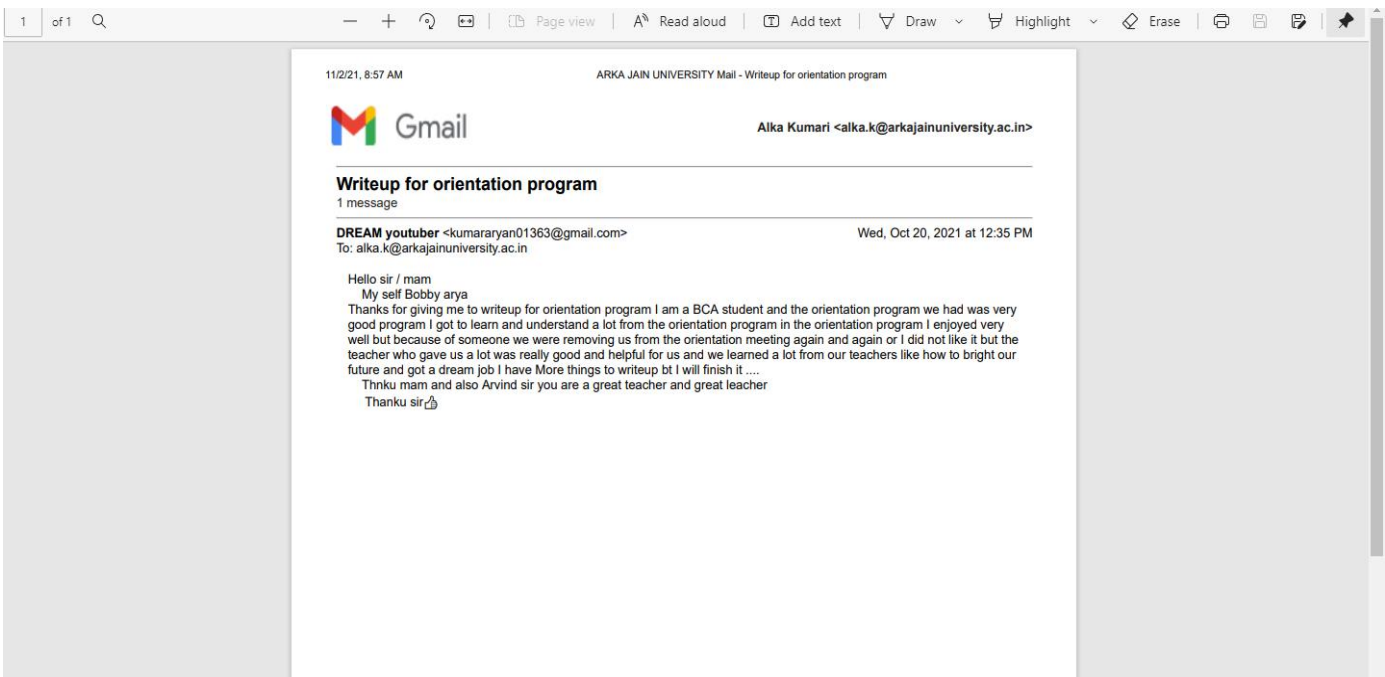 1 of 1 Page view Read aloud Add text Draw Highlight Erase
11/2/21, 8:57 AM ARKA JAIN UNIVERSITY Mail - Writeup for orientation program
Gmail Alka Kumari <alka.k@arkajainuniversity.ac.in>
Writeup for orientation program
1 message
DREAM youtuber <kumararyan01363@gmail.com> Wed, Oct 20, 2021 at 12:35 PM
To: alka.k@arkajainuniversity.ac.in
Hello sir / mam
My self Bobby arya
Thanks for giving me to writeup for orientation program I am a BCA student and the orientation program we had was very
good program I got to learn and understand a lot from the orientation program in the orientation program I enjoyed very
well but because of someone we were removing us from the orientation meeting again and again or I did not like it but the
teacher who gave us a lot was really good and helpful for us and we learned a lot from our teachers like how to bright our
future and got a dream job I have More things to writeup bt I will finish it ....
Thnku mam and also Arvind sir you are a great teacher and great leacher
Thanku sir👍